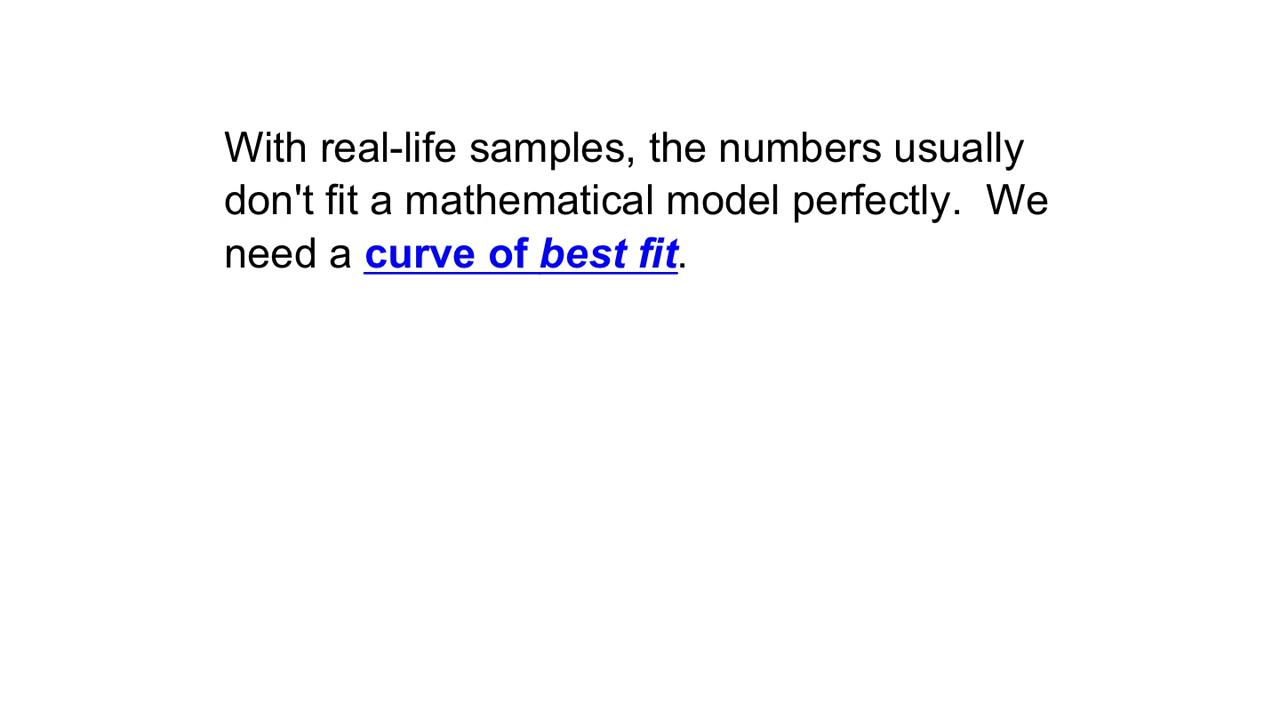 With real-life samples, the numbers usually
don't fit a mathematical model perfectly.  We
need a curve of best fit.